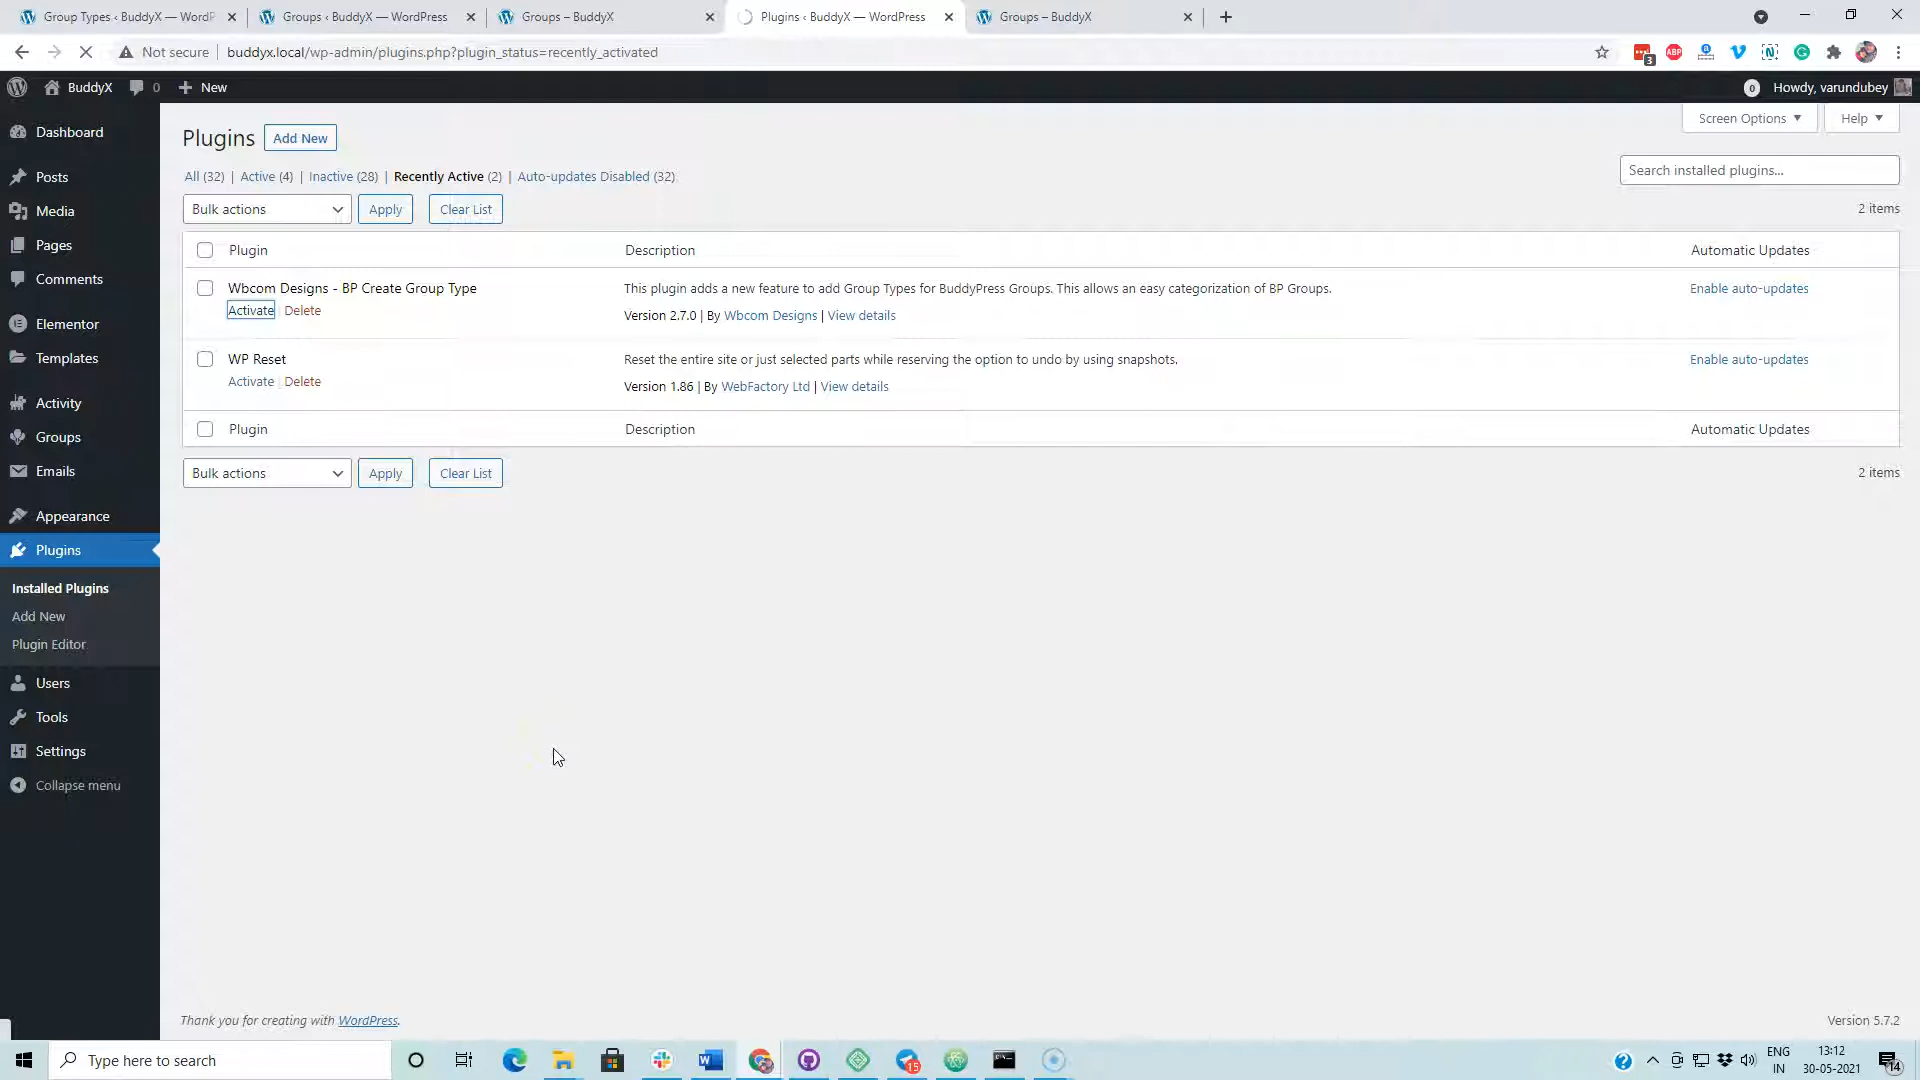 Group Types ‹ BuddyX — WordP
Groups ‹ BuddyX — WordPress
Groups – BuddyX
Plugins ‹ BuddyX — WordPress
Groups – BuddyX
Not secure
buddyx.local/wp-admin/plugins.php?plugin_status=recently_activated
3
ABP
BuddyX
0
New
0
Howdy, varundubey
Dashboard
Posts
Media
Pages
Comments
Elementor
Templates
Activity
Groups
Emails
Appearance
Plugins
Installed Plugins
Add New
Plugin Editor
Users
Tools
Settings
Collapse menu
Screen Options
Help
Plugins
Add New
All (32) | Active (4) | Inactive (28) | Recently Active (2) | Auto-updates Disabled (32)
Search installed plugins...
Bulk actions
Apply
Clear List
2 items
Plugin
Description
Automatic Updates
Wbcom Designs - BP Create Group Type
This plugin adds a new feature to add Group Types for BuddyPress Groups. This allows an easy categorization of BP Groups.
Enable auto-updates
Activate | Delete
Version 2.7.0 | By Wbcom Designs | View details
WP Reset
Reset the entire site or just selected parts while reserving the option to undo by using snapshots.
Enable auto-updates
Activate | Delete
Version 1.86 | By WebFactory Ltd | View details
Plugin
Description
Automatic Updates
Bulk actions
Apply
Clear List
2 items
Thank you for creating with WordPress.
Version 5.7.2
Type here to search
15
ENG
IN
13:12
30-05-2021
14